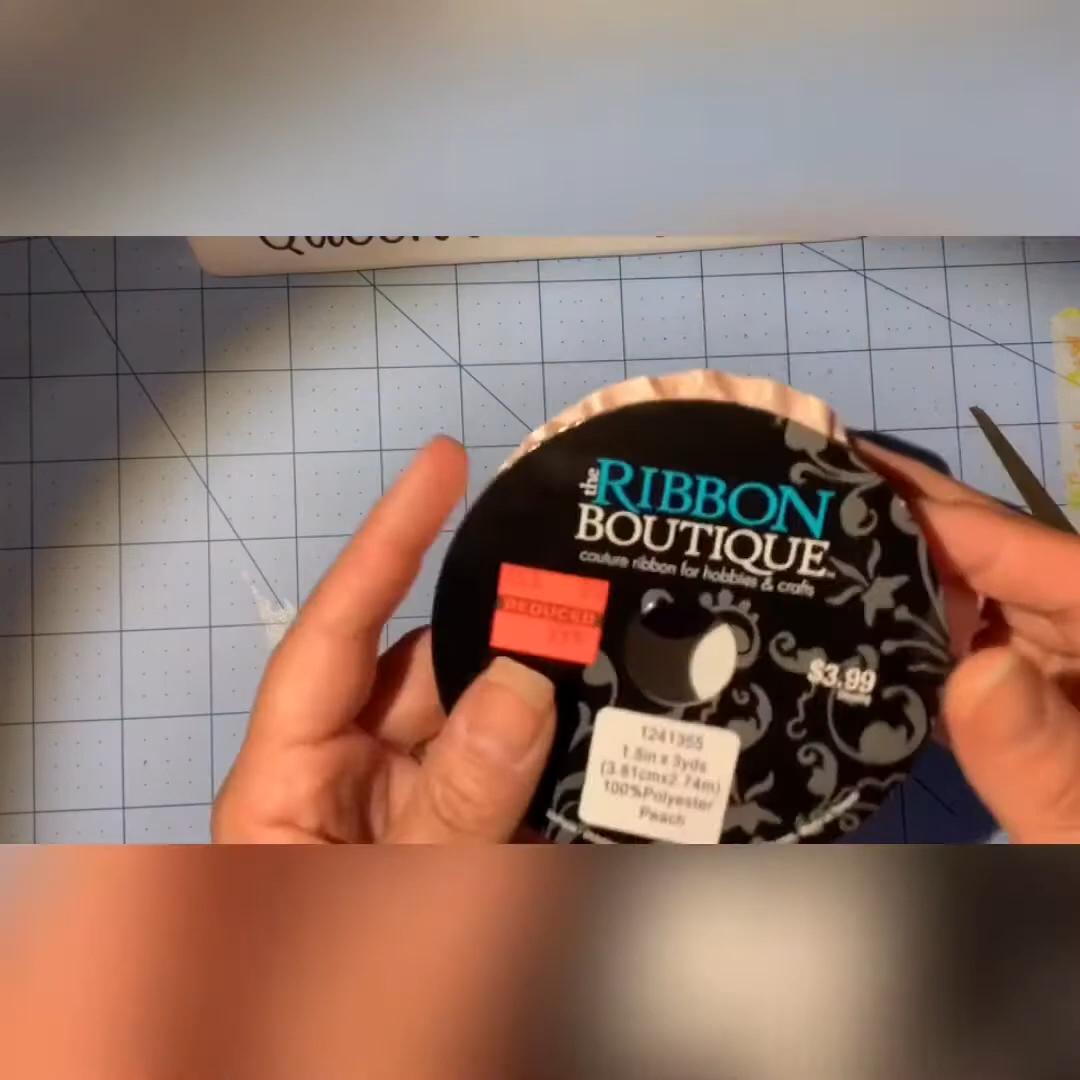 the RIBBON
BOUTIQUE™
couture ribbon for hobbies & crafts
REDUCED
$3.99
1241355
1.5in x 3yds
(3.81cmx2.74m)
100%Polyester
Peach